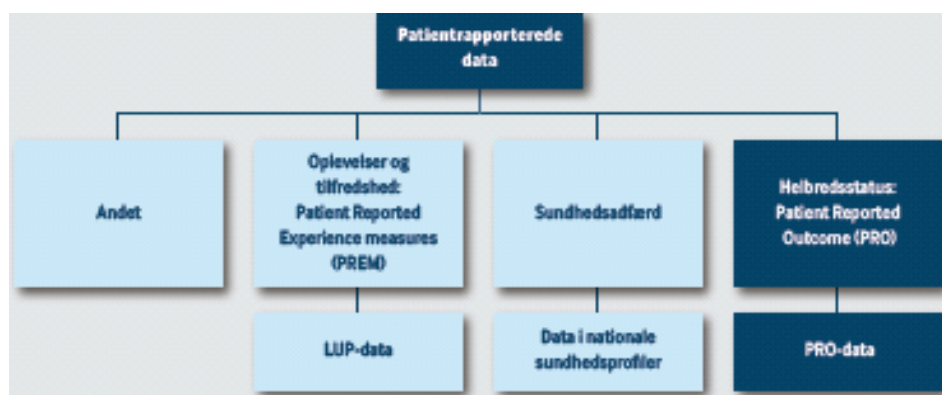 Patientrapporterede
data
Andet
Oplevelser og
tilfredshed:
Patient Reported
Experience measures
(PREM)
Sundhedsadfærd
Helbredsstatus:
Patient Reported
Outcome (PRO)
LUP-data
Data i nationale
sundhedsprofiler
PRO-data